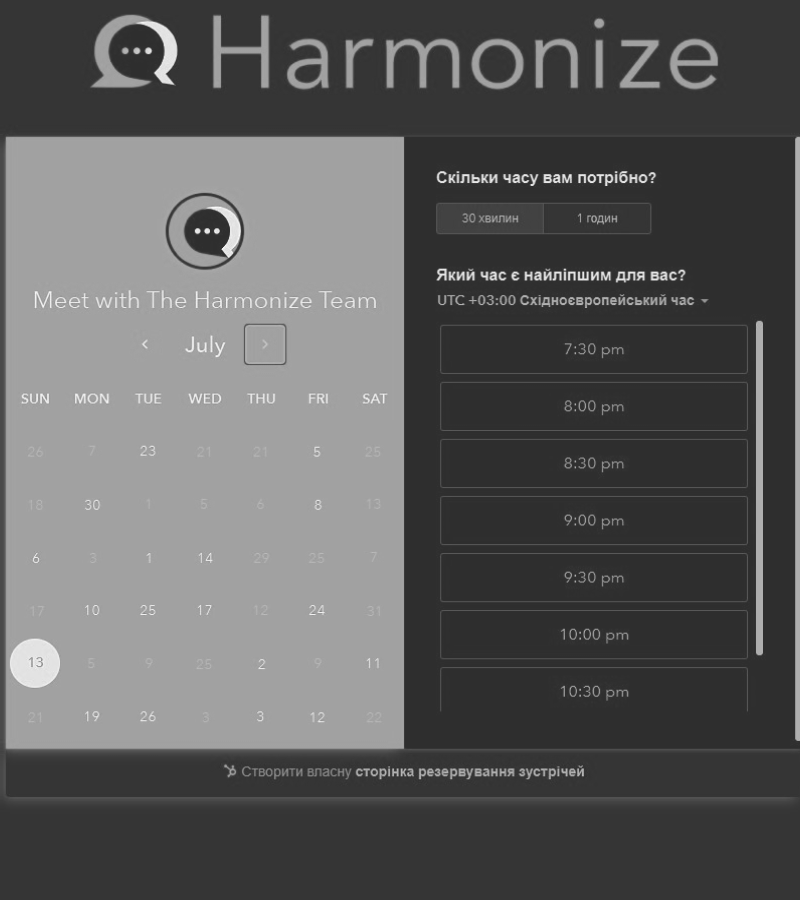 Harmonize
Meet with The Harmonize Team
July
SUN MON TUE WED THU FRI SAT
26 7 23 21 21 5 25
18 30 1 5 6 8 13
6 3 1 14 29 25 7
17 10 25 17 12 24 31
13 5 9 25 2 9 11
21 19 26 3 3 12 22
Скільки часу вам потрібно?
30 хвилин 1 годин
Який час є найліпшим для вас?
UTC +03:00 Східноєвропейський час
7:30 pm
8:00 pm
8:30 pm
9:00 pm
9:30 pm
10:00 pm
10:30 pm
Створити власну сторінка резервування зустрічей